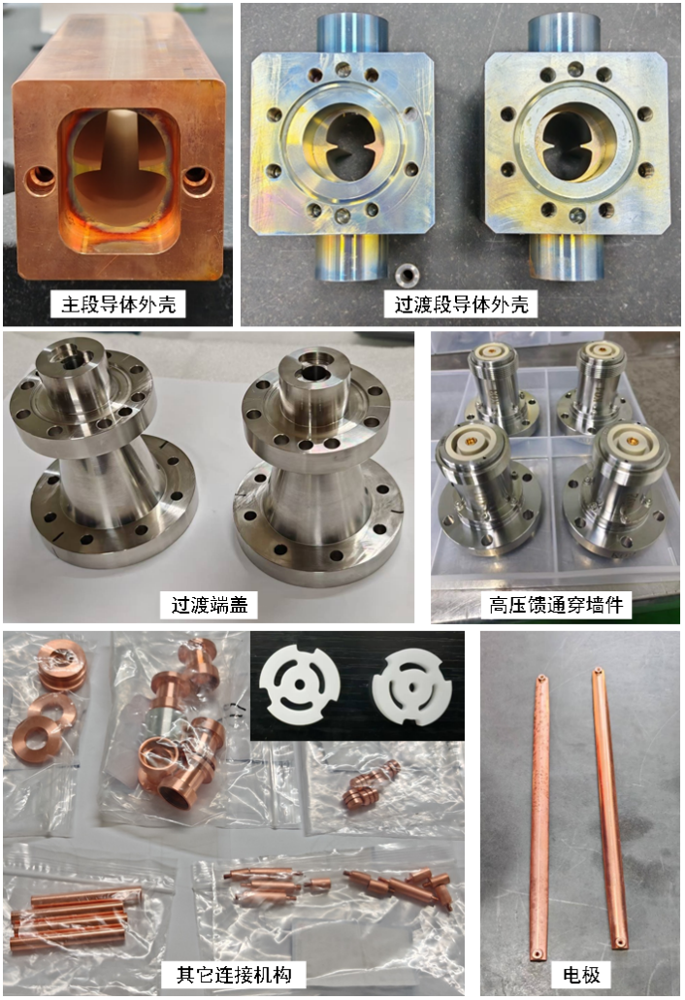 主段导体外壳
过渡段导体外壳
过渡端盖
高压馈通穿墙件
其它连接机构
电极